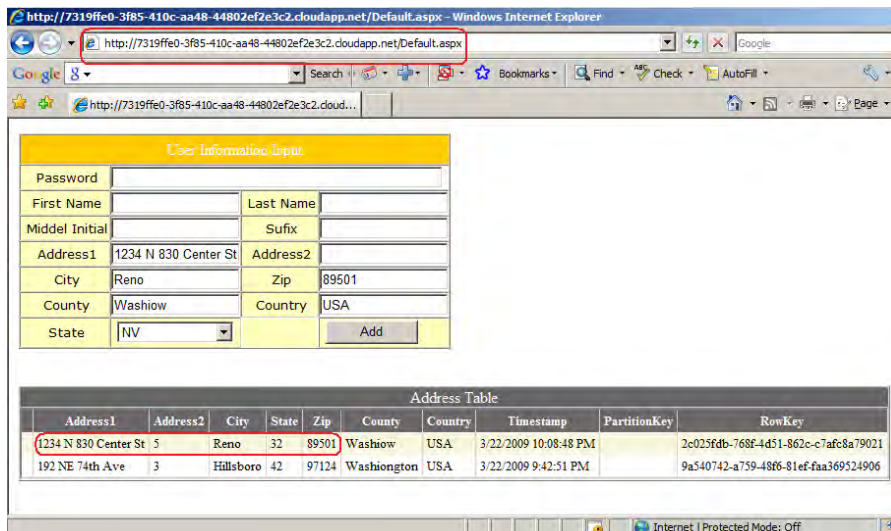 http://7319ffe0-3f85-410c-aa48-44802ef2e3c2.cloudapp.net/Default.aspx - Windows Internet Explorer
http://7319ffe0-3f85-410c-aa48-44802ef2e3c2.cloudapp.net/Default.aspx Google
Google Search Bookmarks Find Check AutoFill
http://7319ffe0-3f85-410c-aa48-44802ef2e3c2.cloud... Page
User Information Input
Password
First Name Last Name
Middel Initial Sufix
Address1 1234 N 830 Center St Address2
City Reno Zip 89501
County Washiow Country USA
State NV Add
Address Table
Address1 Address2 City State Zip County Country Timestamp PartitionKey RowKey
1234 N 830 Center St 5 Reno 32 89501 Washiow USA 3/22/2009 10:08:48 PM 2c025fdb-768f-4d51-862c-c7afc8a79021
192 NE 74th Ave 3 Hillsboro 42 97124 Washiongton USA 3/22/2009 9:42:51 PM 9a540742-a759-48f6-81ef-faa369524906
Internet | Protected Mode: Off